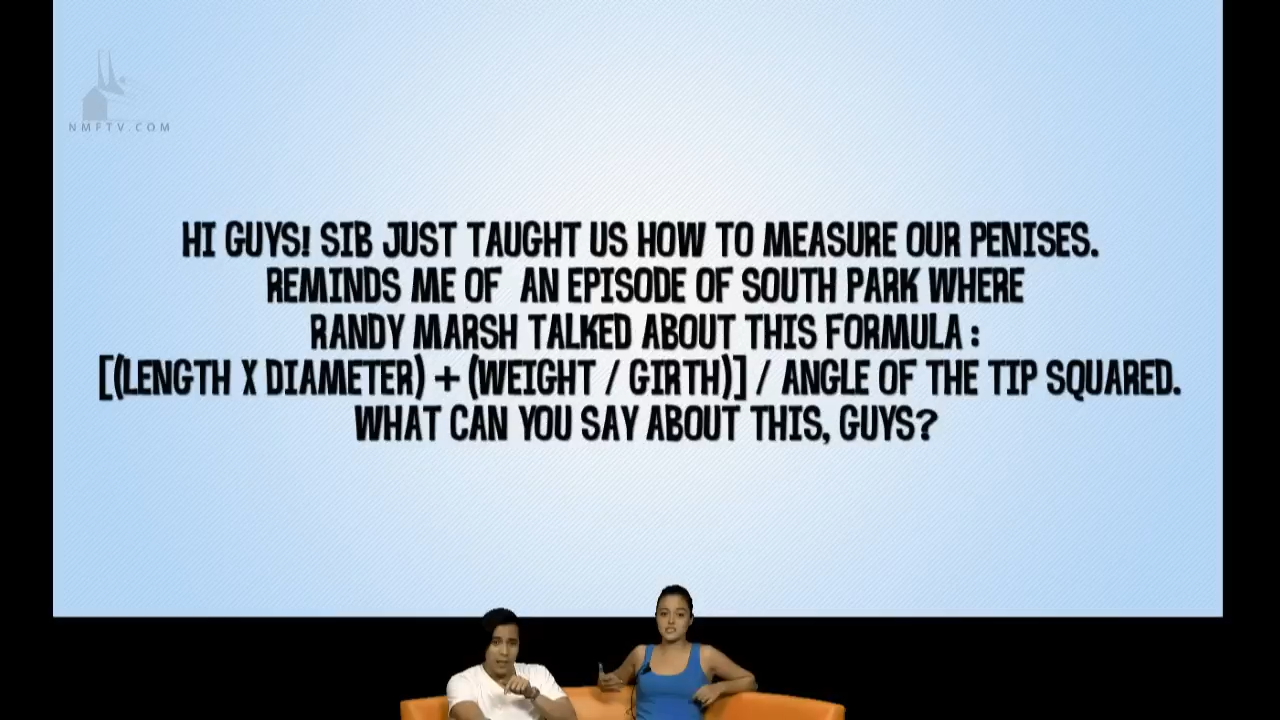 NMFTV.COM
HI GUYS! SIB JUST TAUGHT US HOW TO MEASURE OUR PENISES.
REMINDS ME OF AN EPISODE OF SOUTH PARK WHERE
RANDY MARSH TALKED ABOUT THIS FORMULA :
[(LENGTH X DIAMETER) + (WEIGHT / GIRTH)] / ANGLE OF THE TIP SQUARED.
WHAT CAN YOU SAY ABOUT THIS, GUYS?